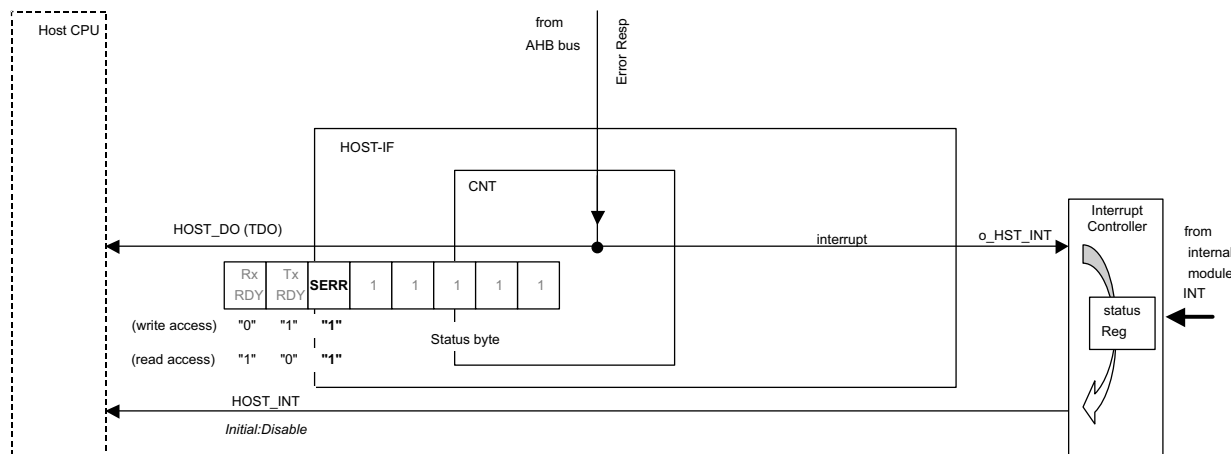 Host CPU
from
AHB bus
Error Resp
HOST-IF
CNT
HOST_DO (TDO)
interrupt
o_HST_INT
Interrupt
Controller
from
internal
module
INT
Rx
RDY
Tx
RDY
SERR
1
1
1
1
1
status
Reg
(write access) "0" "1" "1"
Status byte
(read access) "1" "0" "1"
HOST_INT
Initial:Disable